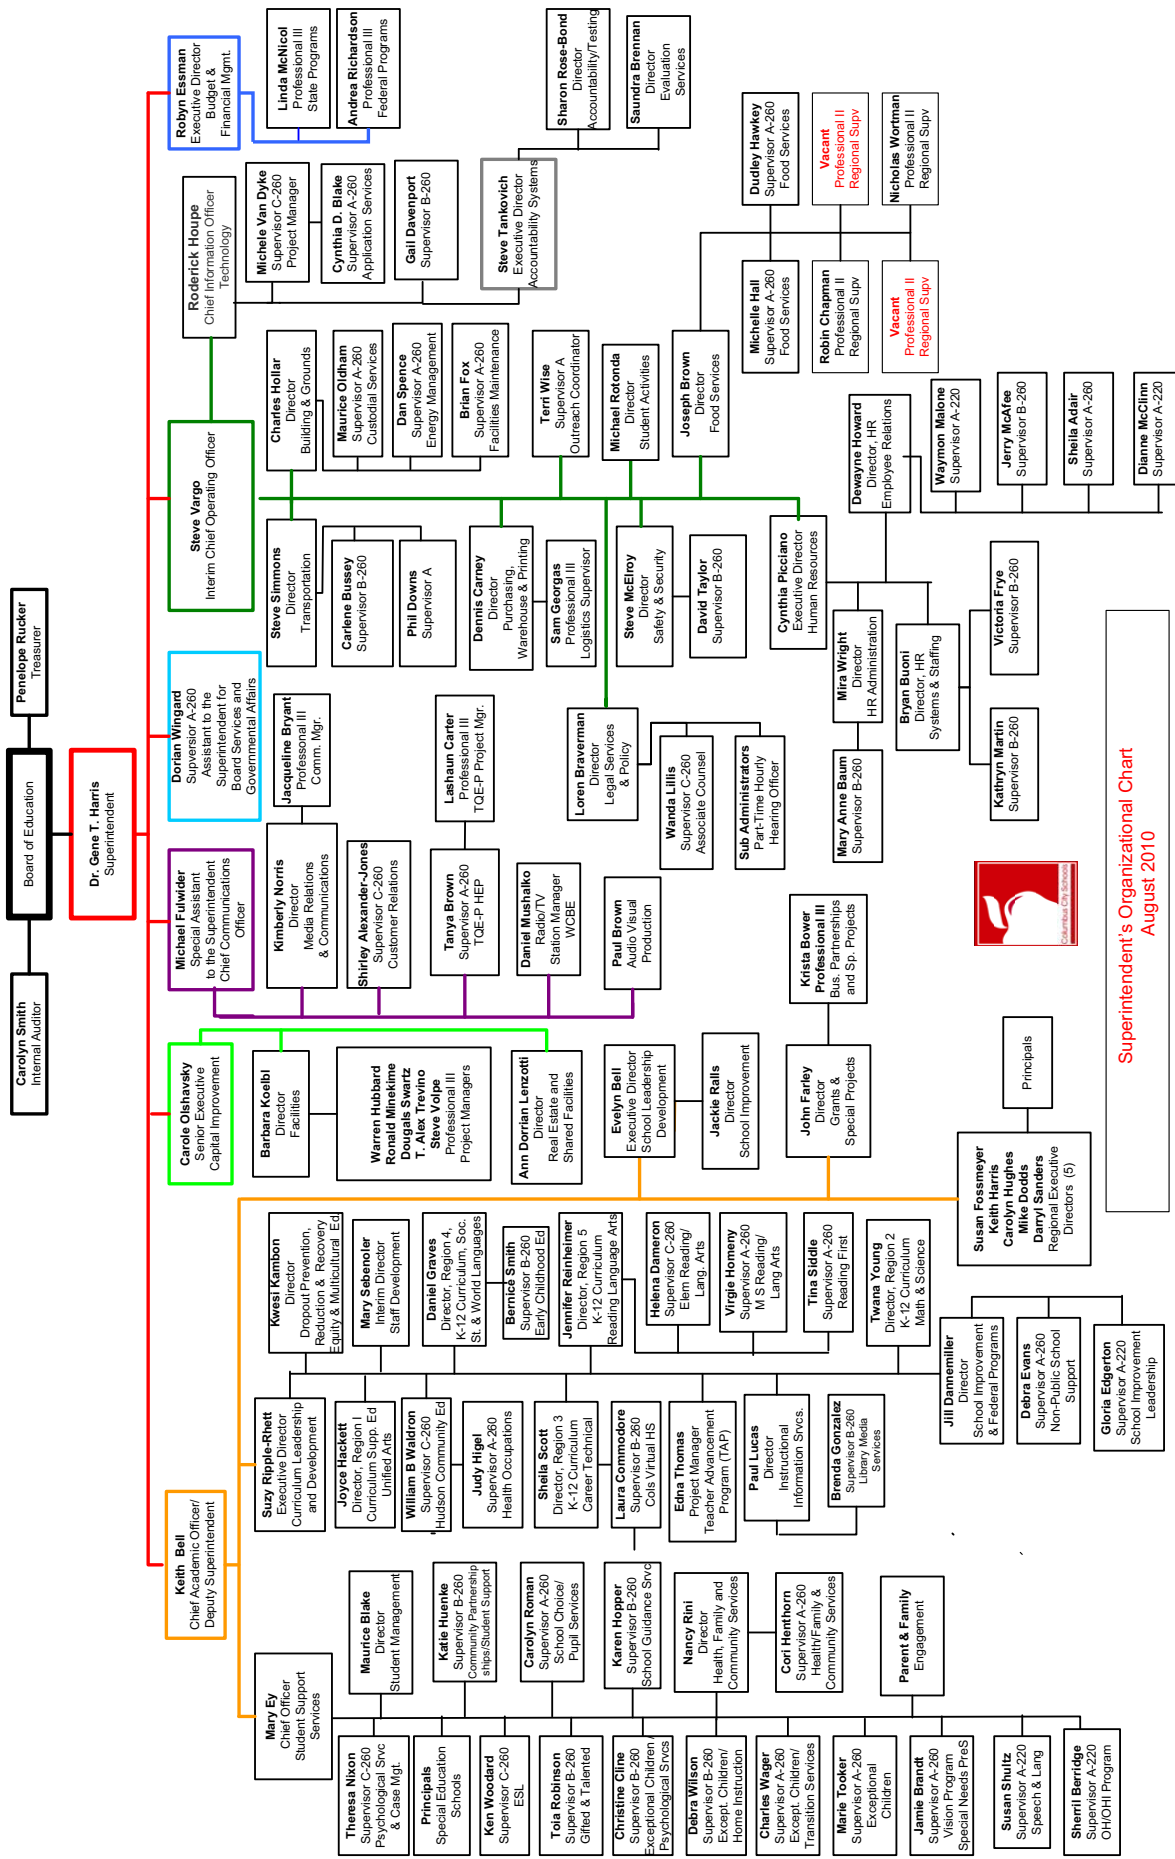 Carolyn Smith
Internal Auditor
Board of Education
Penelope Rucker
Treasurer
Dr. Gene T. Harris
Superintendent
Keith  Bell
Chief Academic Officer/
Deputy Superintendent
Carole Olshavsky
Senior Executive
Capital Improvement
Michael Fulwider
Special Assistant
to the Superintendent
Chief Communications
Officer
Dorian Wingard
Supversior A-260
Assistant to the
Superintendent for
Board Services and
Governmental Affairs
Steve Vargo
Interim Chief Operating Officer
Robyn Essman
Executive Director
Budget &
Financial Mgmt.
Roderick Houpe
Chief Information Officer
Technology
Linda McNicol
Professional III
State Programs
Andrea Richardson
Professional III
Federal Programs
Michele Van Dyke
Supervisor C-260
Project Manager
Cynthia D. Blake
Supervisor A-260
Application Services
Gail Davenport
Supervisor B-260
Steve Tankovich
Executive Director
Accountability Systems
Sharon Rose-Bond
Director
Accountability/Testing
Saundra Brennan
Director
Evaluation
Services
Mary Ey
Chief Officer
Student Support
Services
Theresa Nixon
Supervisor C-260
Psychological Srvc
& Case Mgt.
Principals
Special Education
Schools
Ken Woodard
Supervisor C-260
ESL
Toia Robinson
Supervisor B-260
Gifted & Talented
Christine Cline
Supervisor B-260
Exceptional Children /
Psychological Srvcs
Debra Wilson
Supervisor B-260
Except. Children/
Home Instruction
Charles Wager
Supervisor A-260
Except. Children/
Transition Services
Marie Tooker
Supervisor A-260
Exceptional
Children
Jamie Brandt
Supervisor A-260
Vision Program
Special Needs PreS
Susan Shultz
Supervisor A-220
Speech & Lang
Sherril Berridge
Supervisor A-220
OH/OHI Program
Maurice Blake
Director
Student Management
Katie Huenke
Supervisor B-260
Community Partnership
ships/Student Support
Carolyn Roman
Supervisor A-260
School Choice/
Pupil Services
Karen Hopper
Supervisor B-260
School Guidance Srvc
Nancy Rini
Director
Health, Family and
Community Services
Cori Henthorn
Supervisor A-260
Health/Family &
Community Services
Parent & Family
Engagement
Suzy Ripple-Rhett
Executive Director
Curriculum Leadership
and Development
Joyce Hackett
Director, Region I
Curriculum Supp. Ed
Unified Arts
William B Waldron
Supervisor C-260
Hudson Community Ed
Judy Higel
Supervisor A-260
Health Occupations
Sheila Scott
Director, Region 3
K-12 Curriculum
Career Technical
Laura Commodore
Supervisor B-260
Cols Virtual HS
Edna Thomas
Project Manager
Teacher Advancement
Program (TAP)
Paul Lucas
Director
Instructional
Information Srvcs.
Brenda Gonzalez
Supervisor B-260
Library Media
Services
Kwesi Kambon
Director
Dropout Prevention,
Reduction &  Recovery
Equity & Multicultural Ed
Mary Sebenoler
Interim Director
Staff Development
Daniel Graves
Director, Region 4,
K-12 Curriculum, Soc.
St. & World Languages
Bernice Smith
Supervisor B-260
Early Childhood Ed
Jennifer Reinheimer
Director, Region 5
K-12 Curriculum
Reading Language Arts
Helena Dameron
Supervisor C-260
Elem Reading/
Lang. Arts
Virgie Homeny
Supervisor A-260
M S Reading/
Lang Arts
Tina Siddle
Supervisor A-260
Reading First
Twana Young
Director, Region 2
K-12 Curriculum
Math & Science
Jill Dannemiller
Director
School Improvement
& Federal Programs
Debra Evans
Supervisor A-260
Non-Public School
Support
Gloria Edgerton
Supervisor A-220
School Improvement
Leadership
Barbara Koelbl
Director
Facilities
Warren Hubbard
Ronald Minekime
Dougals Swartz
T. Alex Trevino
Steve Volpe
Professional III
Project Managers
Ann Dorrian Lenzotti
Director
Real Estate and
Shared Facilities
Evelyn Bell
Executive Director
School Leadership
Development
Jackie Ralls
Director
School Improvement
John Farley
Director
Grants &
Special Projects
Krista Bower
Professional III
Bus. Partnerships
and Sp. Projects
Susan Fossmeyer
Keith Harris
Carolyn Hughes
Mike Dodds
Darryl Sanders
Regional Executive
Directors  (5)
Principals
Kimberly Norris
Director
Media Relations
& Communications
Jacqueline Bryant
Professonal III
Comm. Mgr.
Shirley Alexander-Jones
Supervisor C-260
Customer Relations
Tanya Brown
Supervisor A-260
TQE-P HEP
Lashaun Carter
Professional III
TQE-P Project Mgr.
Daniel Mushalko
Radio/TV
Station Manager
WCBE
Paul Brown
Audio Visual
Production
Steve Simmons
Director
Transportation
Carlene Bussey
Supervisor B-260
Phil Downs
Supervisor A
Dennis Carney
Director
Purchasing,
Warehouse & Printing
Sam Georgas
Professional III
Logistics Supervisor
Loren Braverman
Director
Legal Services
& Policy
Wanda Lillis
Supervisor C-260
Associate Counsel
Sub Administrators
Part-Time Hourly
Hearing Officer
Steve McElroy
Director
Safety & Security
David Taylor
Supervisor B-260
Cynthia Picciano
Executive Director
Human Resources
Mira Wright
Director
HR Administration
Mary Anne Baum
Supervisor B-260
Bryan Buoni
Director, HR
Systems & Staffing
Kathryn Martin
Supervisor B-260
Victoria Frye
Supervisor B-260
Charles Hollar
Director
Building & Grounds
Maurice Oldham
Supervisor A-260
Custodial Services
Dan Spence
Supervisor A-260
Energy Management
Brian Fox
Supervisor A-260
Facilities Maintenance
Terri Wise
Supervisor A
Outreach Coordinator
Michael Rotonda
Director
Student Activities
Joseph Brown
Director
Food Services
Michelle Hall
Supervisor A-260
Food Services
Dudley Hawkey
Supervisor A-260
Food Services
Robin Chapman
Professional II
Regional Supv
Vacant
Professional II
Regional Supv
Vacant
Professional II
Regional Supv
Nicholas Wortman
Professional II
Regional Supv
Dewayne Howard
Director, HR
Employee Relations
Waymon Malone
Supervisor A-220
Jerry McAfee
Supervisor B-260
Sheila Adair
Supervisor A-260
Dianne McClinn
Supervisor A-220
Columbus City Schools
Superintendent's Organizational Chart
August 2010